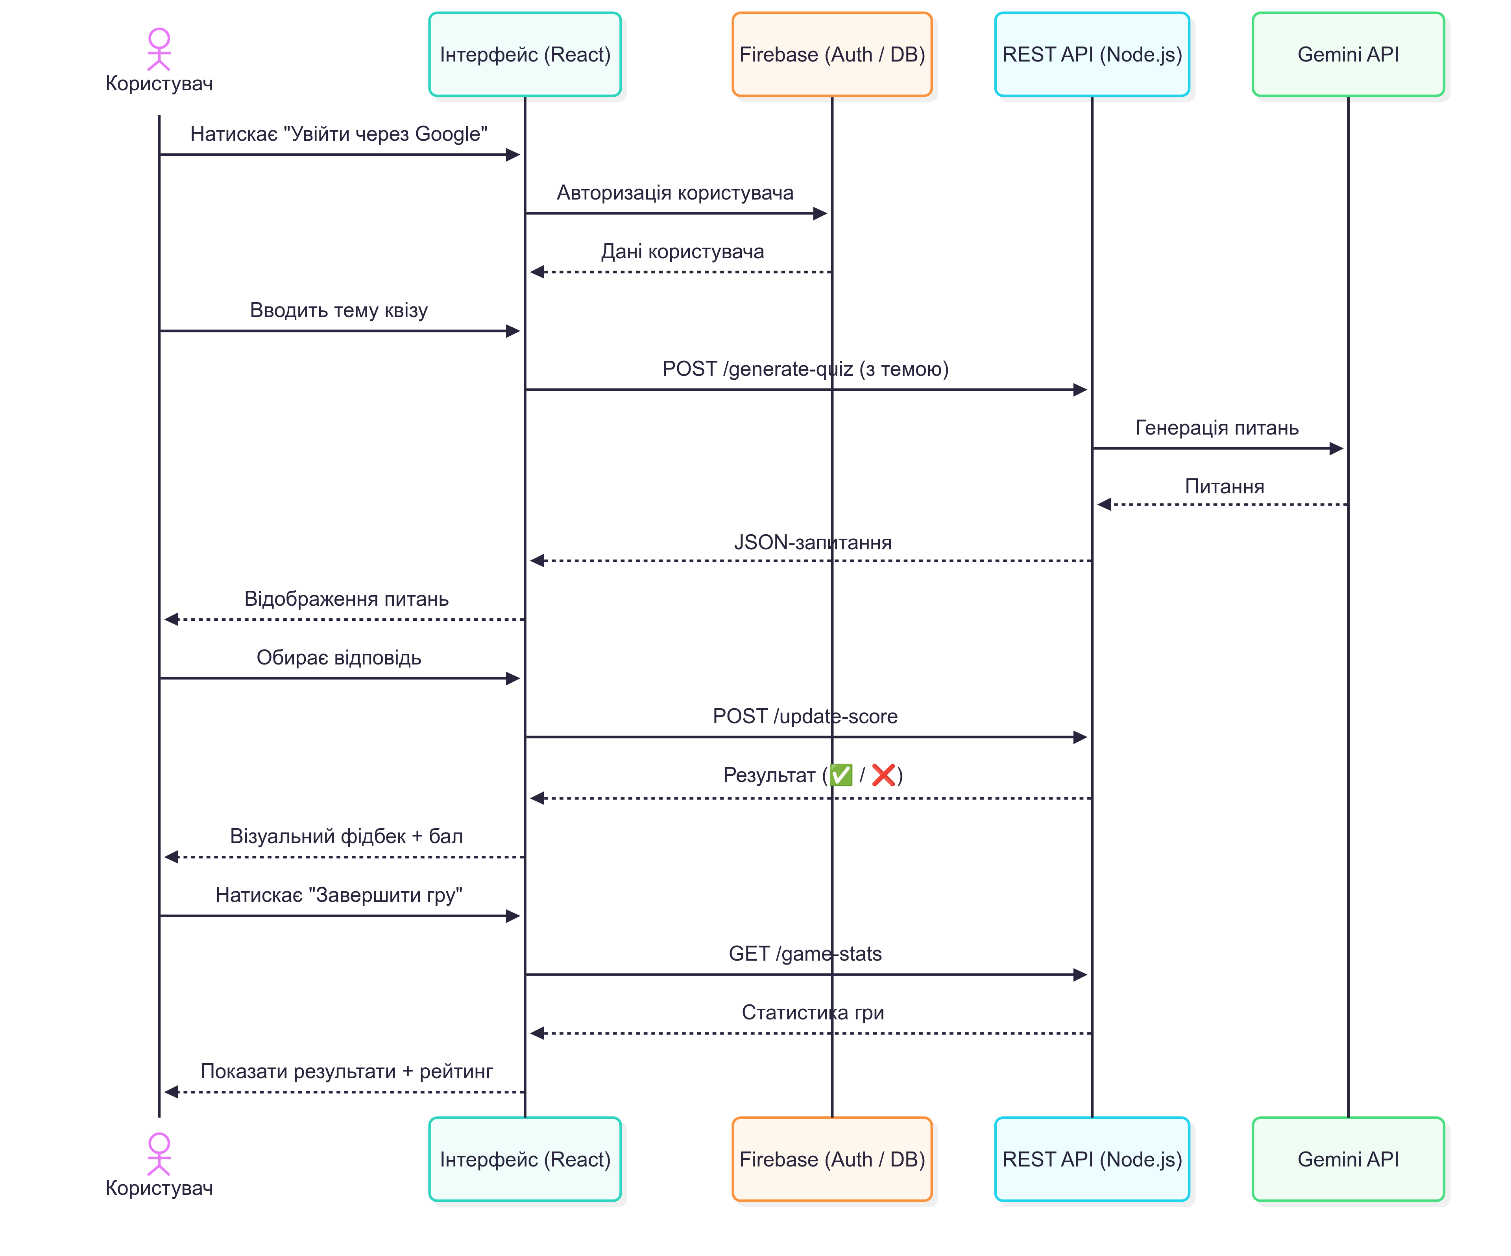 Користувач
Інтерфейс (React)
Firebase (Auth / DB)
REST API (Node.js)
Gemini API
Натискає "Увійти через Google"
Авторизація користувача
Дані користувача
Вводить тему квізу
POST /generate-quiz (з темою)
Генерація питань
Питання
JSON-запитання
Відображення питань
Обирає відповідь
POST /update-score
Результат (✅ / ❌)
Візуальний фідбек + бал
Натискає "Завершити гру"
GET /game-stats
Статистика гри
Показати результати + рейтинг
Користувач
Інтерфейс (React)
Firebase (Auth / DB)
REST API (Node.js)
Gemini API